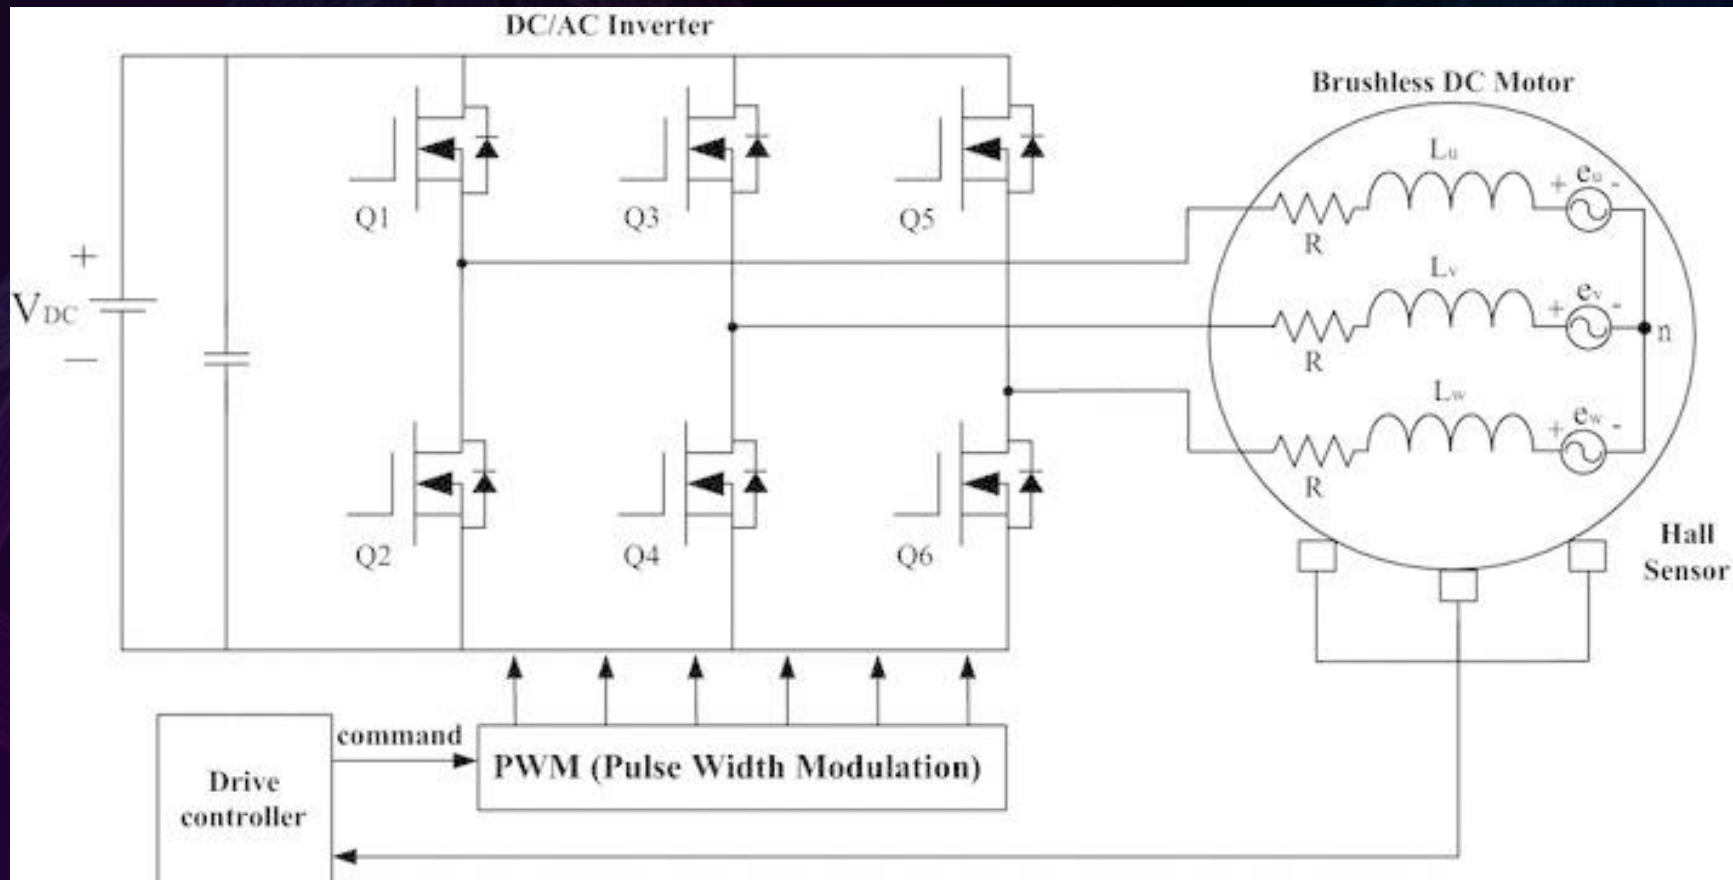 DC/AC Inverter
Brushless DC Motor
Q1
Q3
Q5
Lu
+ eu -
R
+
VDC
−
Lv
+ ev -
R
n
Lw
+ ew -
R
Q2
Q4
Q6
Hall
Sensor
command
PWM (Pulse Width Modulation)
Drive
controller